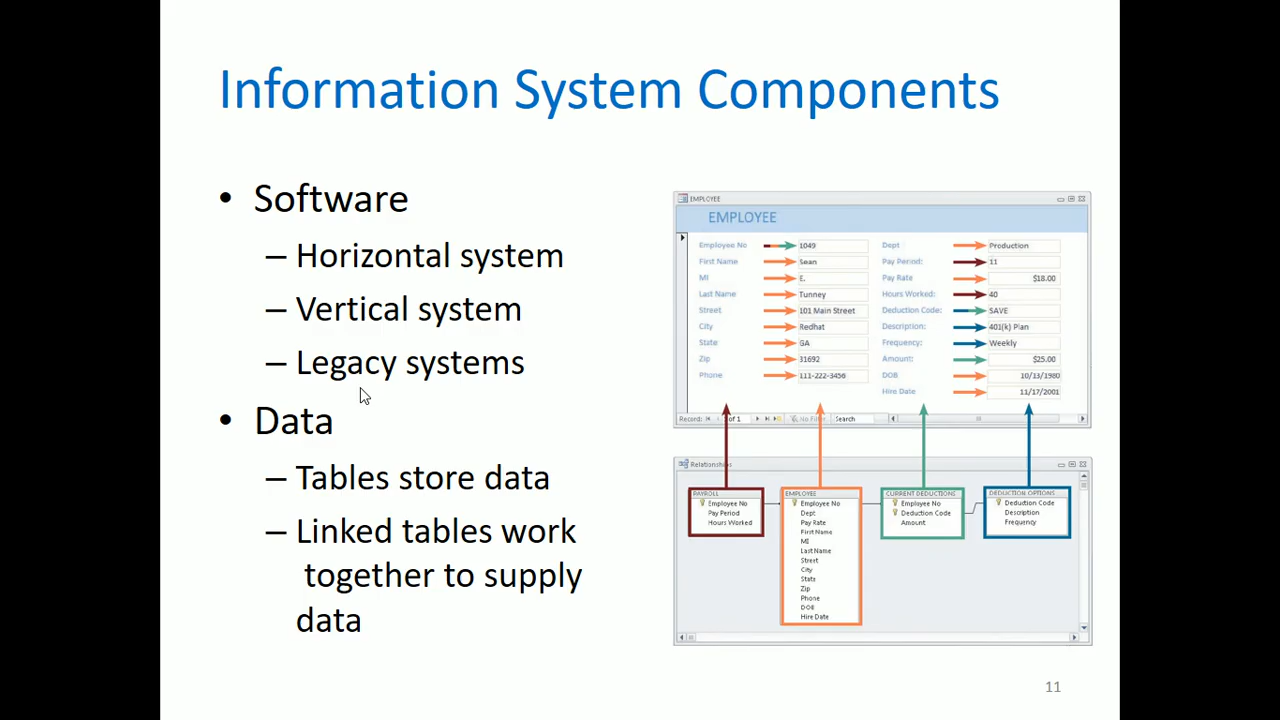 Information System Components
• Software
– Horizontal system
– Vertical system
– Legacy systems
• Data
– Tables store data
– Linked tables work
together to supply
data
EMPLOYEE
EMPLOYEE
Employee No 1049
First Name Sean
MI E.
Last Name Tunney
Street 101 Main Street
City Redhat
State GA
Zip 31692
Phone 111-222-3456
Dept Production
Pay Period: 11
Pay Rate $18.00
Hours Worked: 40
Deduction Code: SAVE
Description: 401(k) Plan
Frequency: Weekly
Amount: $25.00
DOB 10/13/1980
Hire Date 11/17/2001
Record: of 1 No Filter Search
Relationships
PAYROLL
Employee No
Pay Period
Hours Worked
EMPLOYEE
Employee No
Dept
Pay Rate
First Name
MI
Last Name
Street
City
State
Zip
Phone
DOB
Hire Date
CURRENT DEDUCTIONS
Employee No
Deduction Code
Amount
DEDUCTION OPTIONS
Deduction Code
Description
Frequency
11